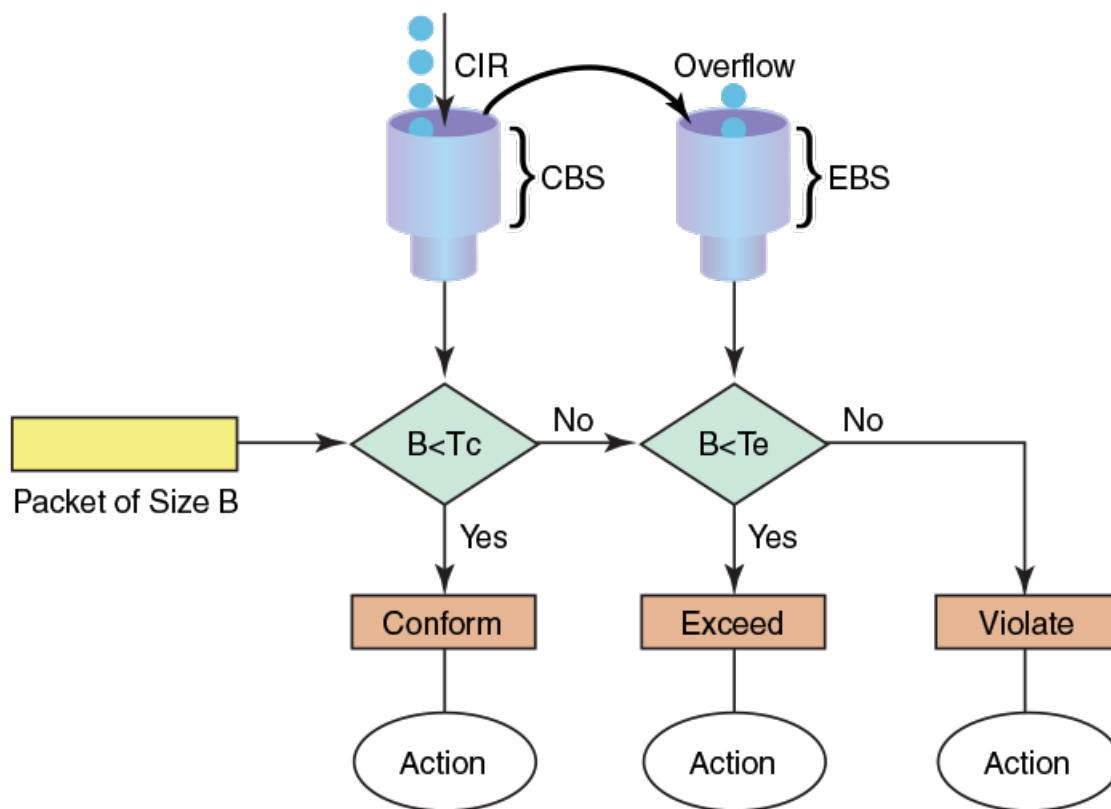 CIR
Overflow
CBS
EBS
B<Tc
No
B<Te
No
Packet of Size B
Yes
Yes
Conform
Exceed
Violate
Action
Action
Action